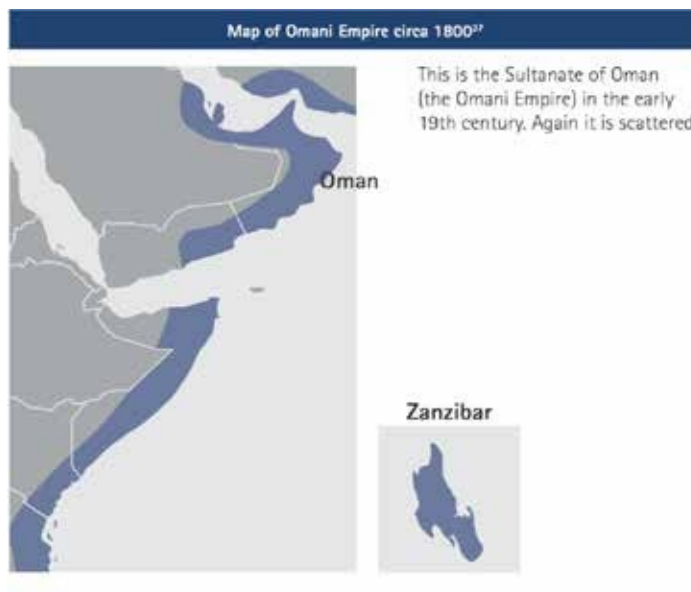 Map of Omani Empire circa 1800²⁷
This is the Sultanate of Oman
(the Omani Empire) in the early
19th century. Again it is scattered
Oman
Zanzibar